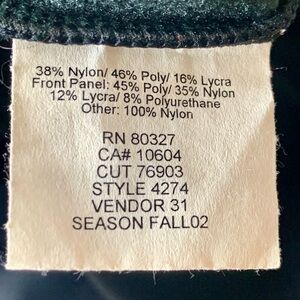 38% Nylon/ 46% Poly/ 16% Lycra
Front Panel: 45% Poly/ 35% Nylon
12% Lycra/ 8% Polyurethane
Other: 100% Nylon
RN 80327
CA# 10604
CUT 76903
STYLE 4274
VENDOR 31
SEASON FALL02